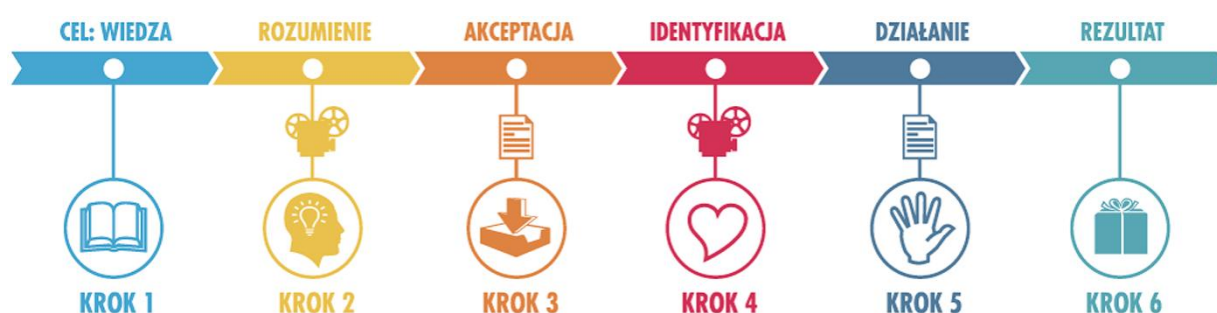 CEL: WIEDZA
ROZUMIENIE
AKCEPTACJA
IDENTYFIKACJA
DZIAŁANIE
REZULTAT
KROK 1
KROK 2
KROK 3
KROK 4
KROK 5
KROK 6